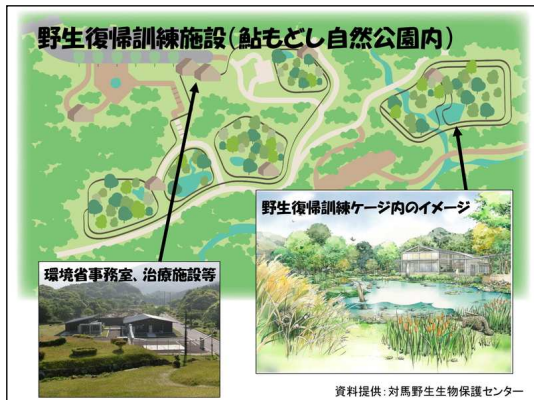 野生復帰訓練施設(鮎もどし自然公園内)
野生復帰訓練ケージ内のイメージ
環境省事務室、治療施設等
資料提供:対馬野生生物保護センター